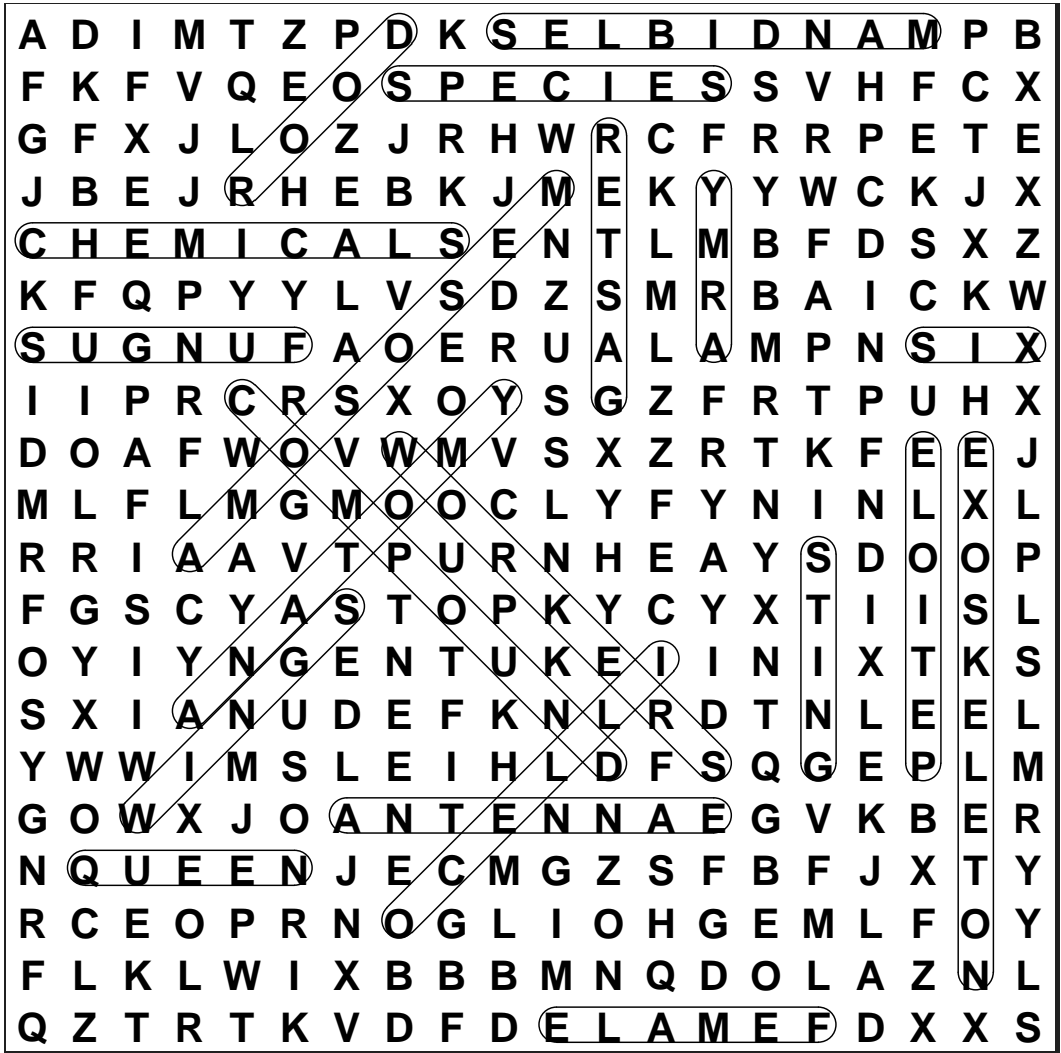 A D I M T Z P D K S E L B I D N A M P B
F K F V Q E O S P E C I E S S V H F C X
G F X J L O Z J R H W R C F R R P E T E
J B E J R H E B K J M E K Y Y W C K J X
C H E M I C A L S E N T L M B F D S X Z
K F Q P Y Y L V S D Z S M R B A I C K W
S U G N U F A O E R U A L A M P N S I X
I I P R C R S X O Y S G Z F R T P U H X
D O A F W O V W M V S X Z R T K F E E J
M L F L M G M O O C L Y F Y N I N L X L
R R I A A V T P U R N H E A Y S D O O P
F G S C Y A S T O P K Y C Y X T I I S L
O Y I Y N G E N T U K E I I N I X T K S
S X I A N U D E F K N L R D T N L E E L
Y W W I M S L E I H L D F S Q G E P L M
G O W X J O A N T E N N A E G V K B E R
N Q U E E N J E C M G Z S F B F J X T Y
R C E O P R N O G L I O H G E M L F O Y
F L K L W I X B B B M N Q D O L A Z N L
Q Z T R T K V D F D E L A M E F D X X S